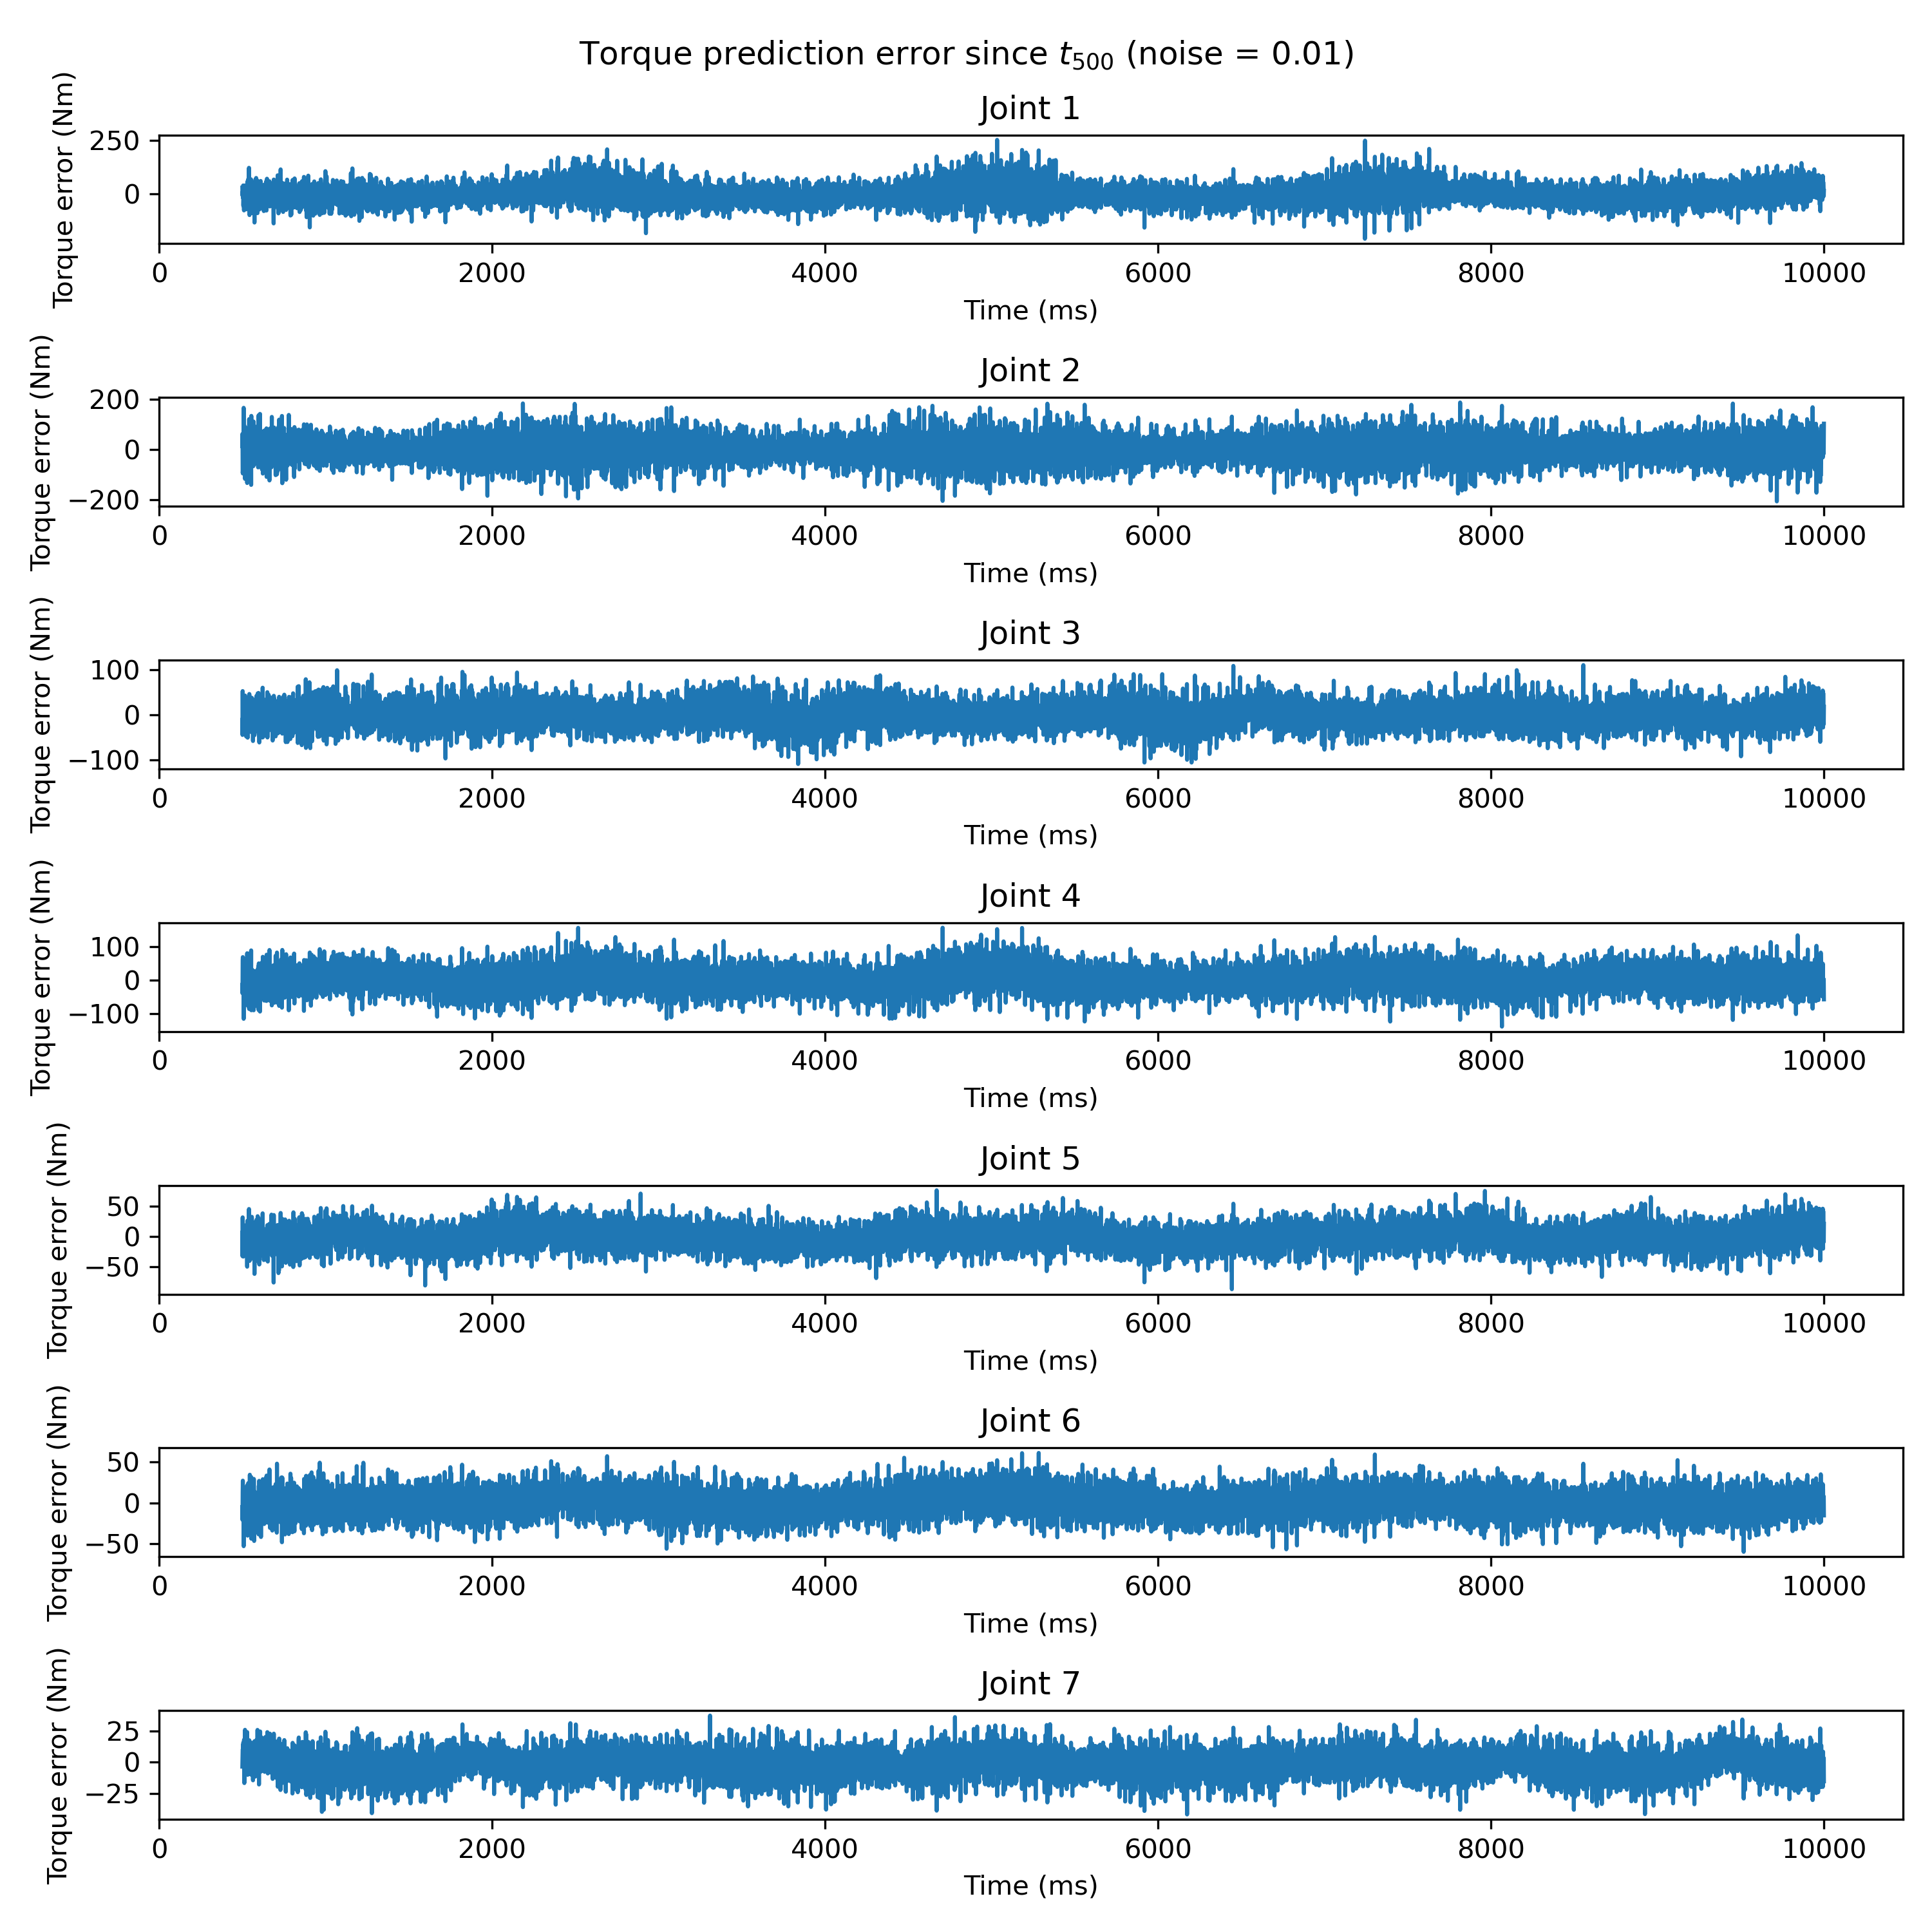 Torque prediction error since t₅₀₀ (noise = 0.01)
Joint 1
Torque error (Nm)
250
0
0 2000 4000 6000 8000 10000
Time (ms)
Joint 2
Torque error (Nm)
200
0
−200
0 2000 4000 6000 8000 10000
Time (ms)
Joint 3
Torque error (Nm)
100
0
−100
0 2000 4000 6000 8000 10000
Time (ms)
Joint 4
Torque error (Nm)
100
0
−100
0 2000 4000 6000 8000 10000
Time (ms)
Joint 5
Torque error (Nm)
50
0
−50
0 2000 4000 6000 8000 10000
Time (ms)
Joint 6
Torque error (Nm)
50
0
−50
0 2000 4000 6000 8000 10000
Time (ms)
Joint 7
Torque error (Nm)
25
0
−25
0 2000 4000 6000 8000 10000
Time (ms)